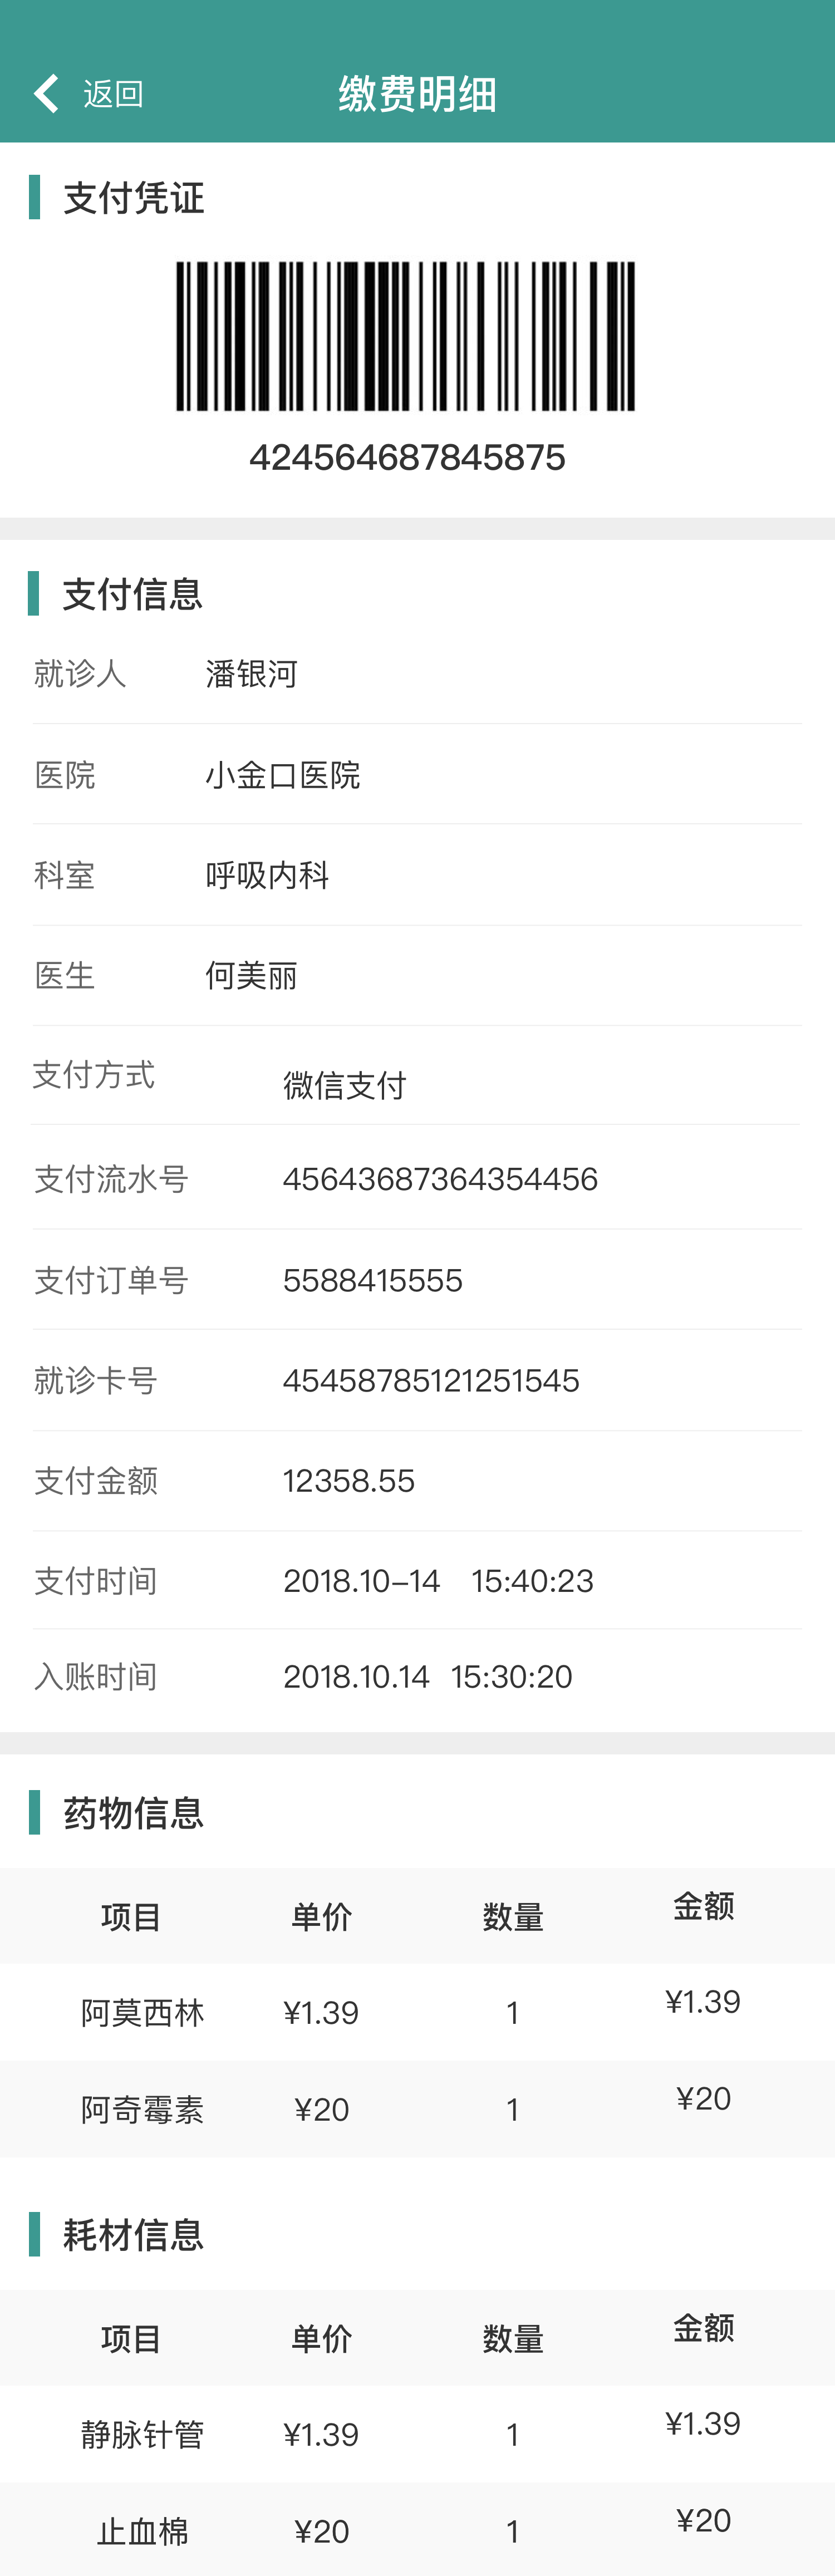 返回 缴费明细
支付凭证
424564687845875
支付信息
就诊人 潘银河
医院 小金口医院
科室 呼吸内科
医生 何美丽
支付方式 微信支付
支付流水号 45643687364354456
支付订单号 5588415555
就诊卡号 45458785121251545
支付金额 12358.55
支付时间 2018.10-14 15:40:23
入账时间 2018.10.14 15:30:20
药物信息
项目 单价 数量 金额
阿莫西林 ¥1.39 1 ¥1.39
阿奇霉素 ¥20 1 ¥20
耗材信息
项目 单价 数量 金额
静脉针管 ¥1.39 1 ¥1.39
止血棉 ¥20 1 ¥20